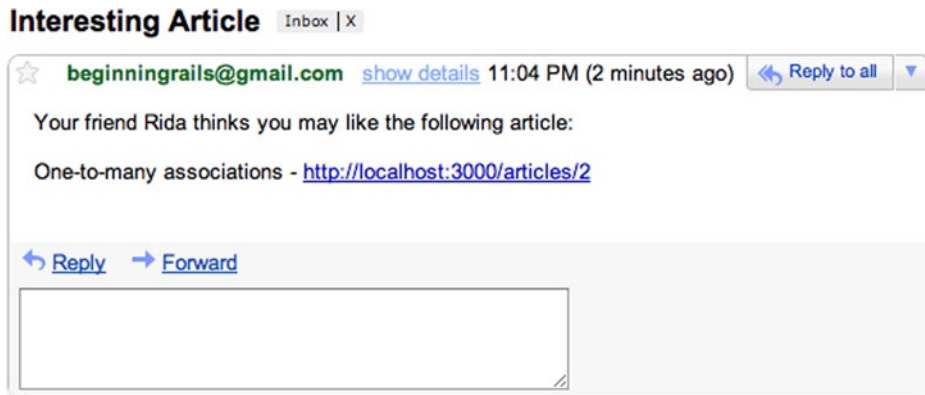 Interesting Article Inbox | X
beginningrails@gmail.com show details 11:04 PM (2 minutes ago) Reply to all
Your friend Rida thinks you may like the following article:
One-to-many associations - http://localhost:3000/articles/2
Reply Forward